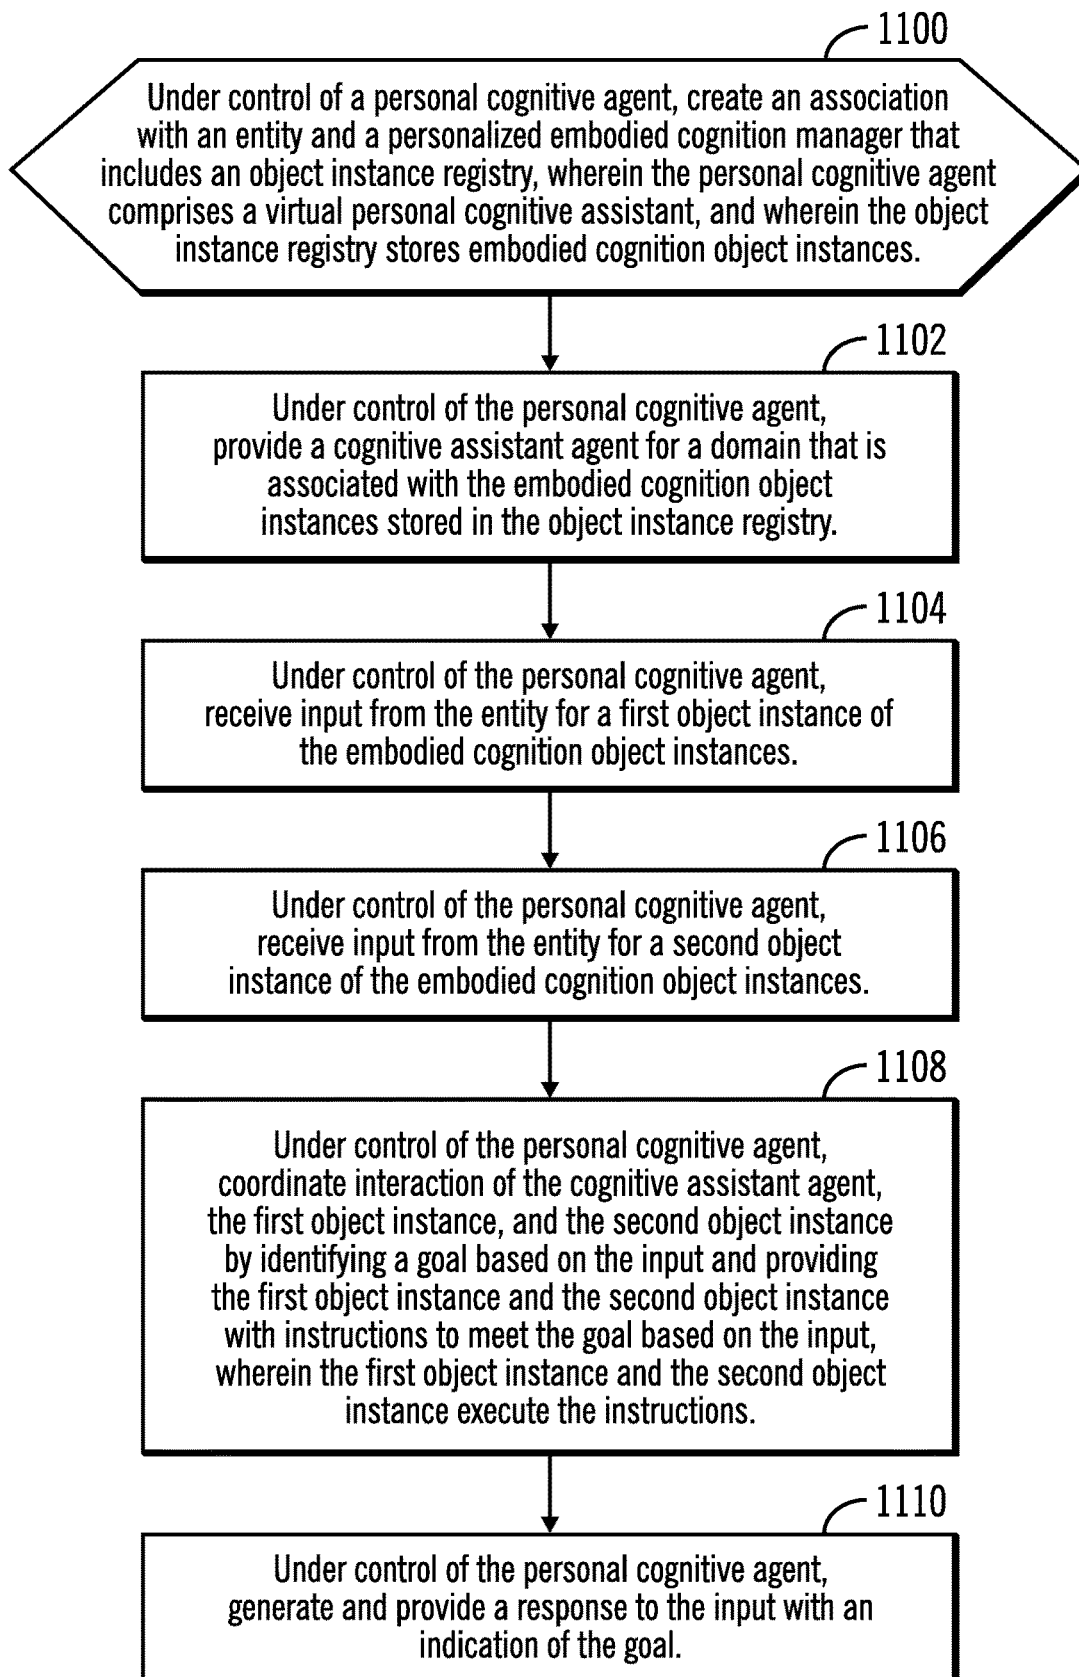 1100
Under control of a personal cognitive agent, create an association
with an entity and a personalized embodied cognition manager that
includes an object instance registry, wherein the personal cognitive agent
comprises a virtual personal cognitive assistant, and wherein the object
instance registry stores embodied cognition object instances.
1102
Under control of the personal cognitive agent,
provide a cognitive assistant agent for a domain that is
associated with the embodied cognition object
instances stored in the object instance registry.
1104
Under control of the personal cognitive agent,
receive input from the entity for a first object instance of
the embodied cognition object instances.
1106
Under control of the personal cognitive agent,
receive input from the entity for a second object
instance of the embodied cognition object instances.
1108
Under control of the personal cognitive agent,
coordinate interaction of the cognitive assistant agent,
the first object instance, and the second object instance
by identifying a goal based on the input and providing
the first object instance and the second object instance
with instructions to meet the goal based on the input,
wherein the first object instance and the second object
instance execute the instructions.
1110
Under control of the personal cognitive agent,
generate and provide a response to the input with an
indication of the goal.